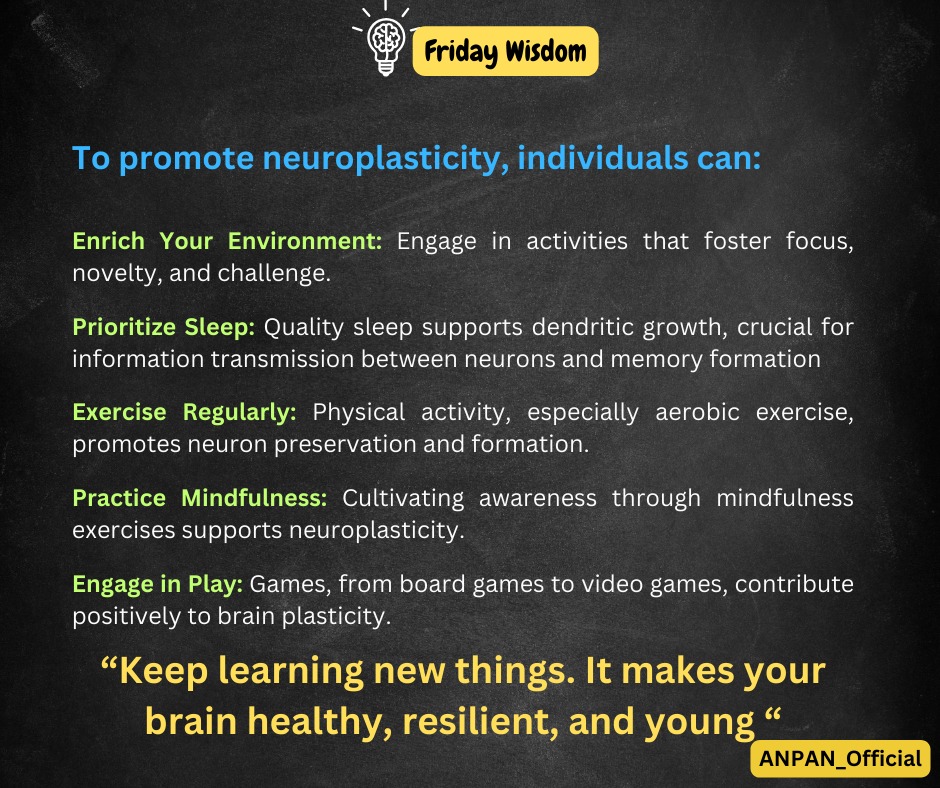 Friday Wisdom
To promote neuroplasticity, individuals can:
Enrich Your Environment: Engage in activities that foster focus,
novelty, and challenge.
Prioritize Sleep: Quality sleep supports dendritic growth, crucial for
information transmission between neurons and memory formation
Exercise Regularly: Physical activity, especially aerobic exercise,
promotes neuron preservation and formation.
Practice Mindfulness: Cultivating awareness through mindfulness
exercises supports neuroplasticity.
Engage in Play: Games, from board games to video games, contribute
positively to brain plasticity.
“Keep learning new things. It makes your
brain healthy, resilient, and young “
ANPAN_Official